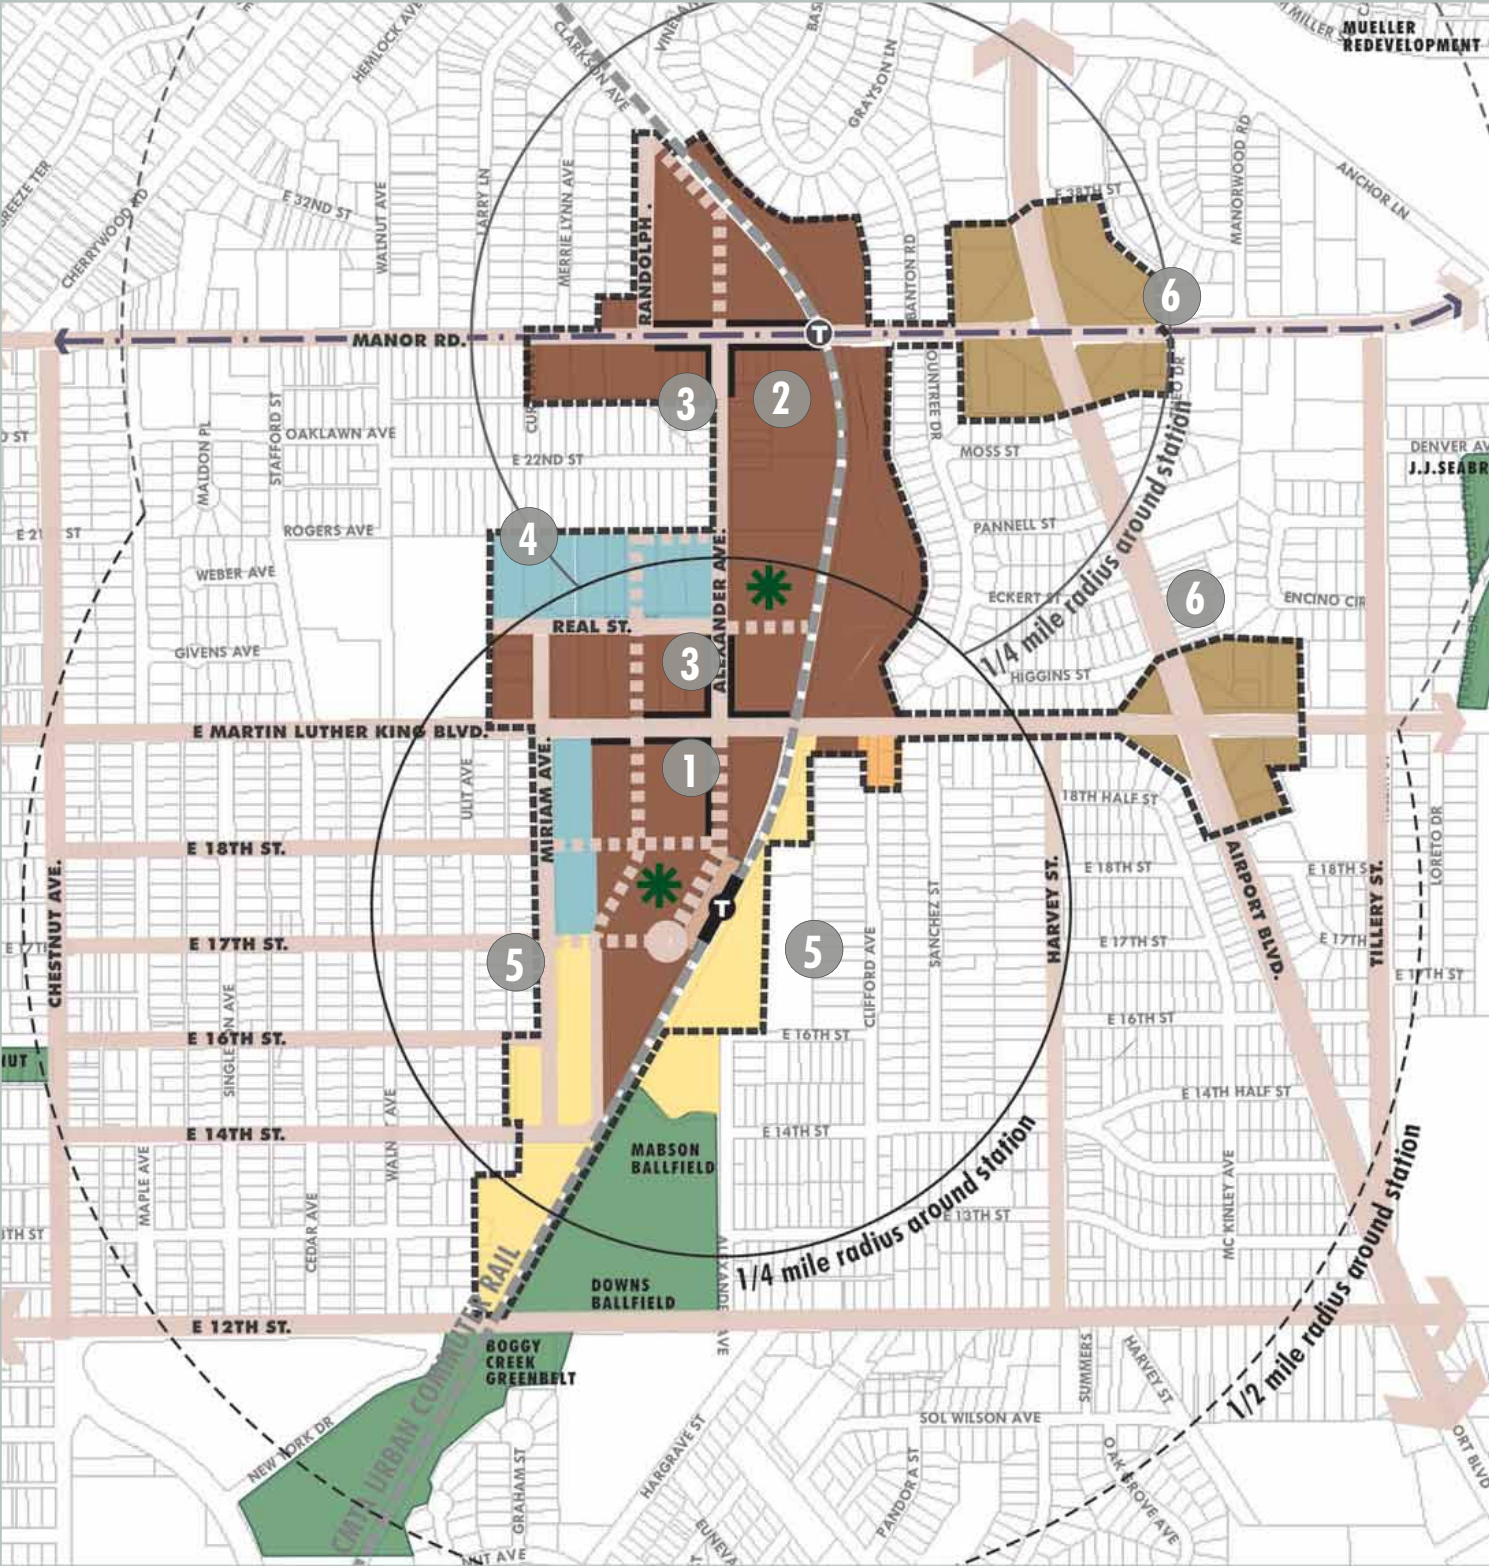 MUELLER
REDEVELOPMENT
HEMLOCK AVE
CLARKSON AVE
GRAYSON LN
E 32ND ST
WALNUT AVE
LARRY LN
MERRIE LYNN AVE
CHERRYWOOD RD
RANDOLPH
BANTON RD
E 38TH ST
MANORWOOD RD
ANCHOR LN
6
T
MANOR RD.
3
2
OAKLAWN AVE
STAFFORD ST
MALDON PL
E 22ND ST
MOSS ST
DENVER AV
J.J.SEABR
ROGERS AVE
4
PANNELL ST
WEBER AVE
ECKERT ST
6
ENCINO CIR
ALEXANDER AVE.
REAL ST.
GIVENS AVE
3
HIGGINS ST
1/4 mile radius around station
E MARTIN LUTHER KING BLVD.
MIRIAM AVE.
1
18TH HALF ST
E 18TH ST.
E 18TH ST
LORETO DR
CHESTNUT AVE.
T
HARVEY ST.
AIRPORT BLVD.
TILLERY ST.
E 17TH ST.
5
5
CLIFFORD AVE
SANCHEZ ST
E 17TH ST
E 17TH
E 17TH ST
E 16TH ST.
E 16TH ST
E 16TH ST
E 14TH HALF ST
E 14TH ST.
E 14TH ST
MAPLE AVE
CEDAR AVE
MABSON
BALLFIELD
1/4 mile radius around station
E 13TH ST
MC KINLEY AVE
1/2 mile radius around station
DOWNS
BALLFIELD
E 12TH ST.
CMTA URBAN COMMUTER RAIL
BOGGY
CREEK
GREENBELT
SUMMERS
HARVEY ST
SOL WILSON AVE
NEW YORK DR
GRAHAM ST
HARGRAVE ST
PANDORA ST
OAK GROVE AVE